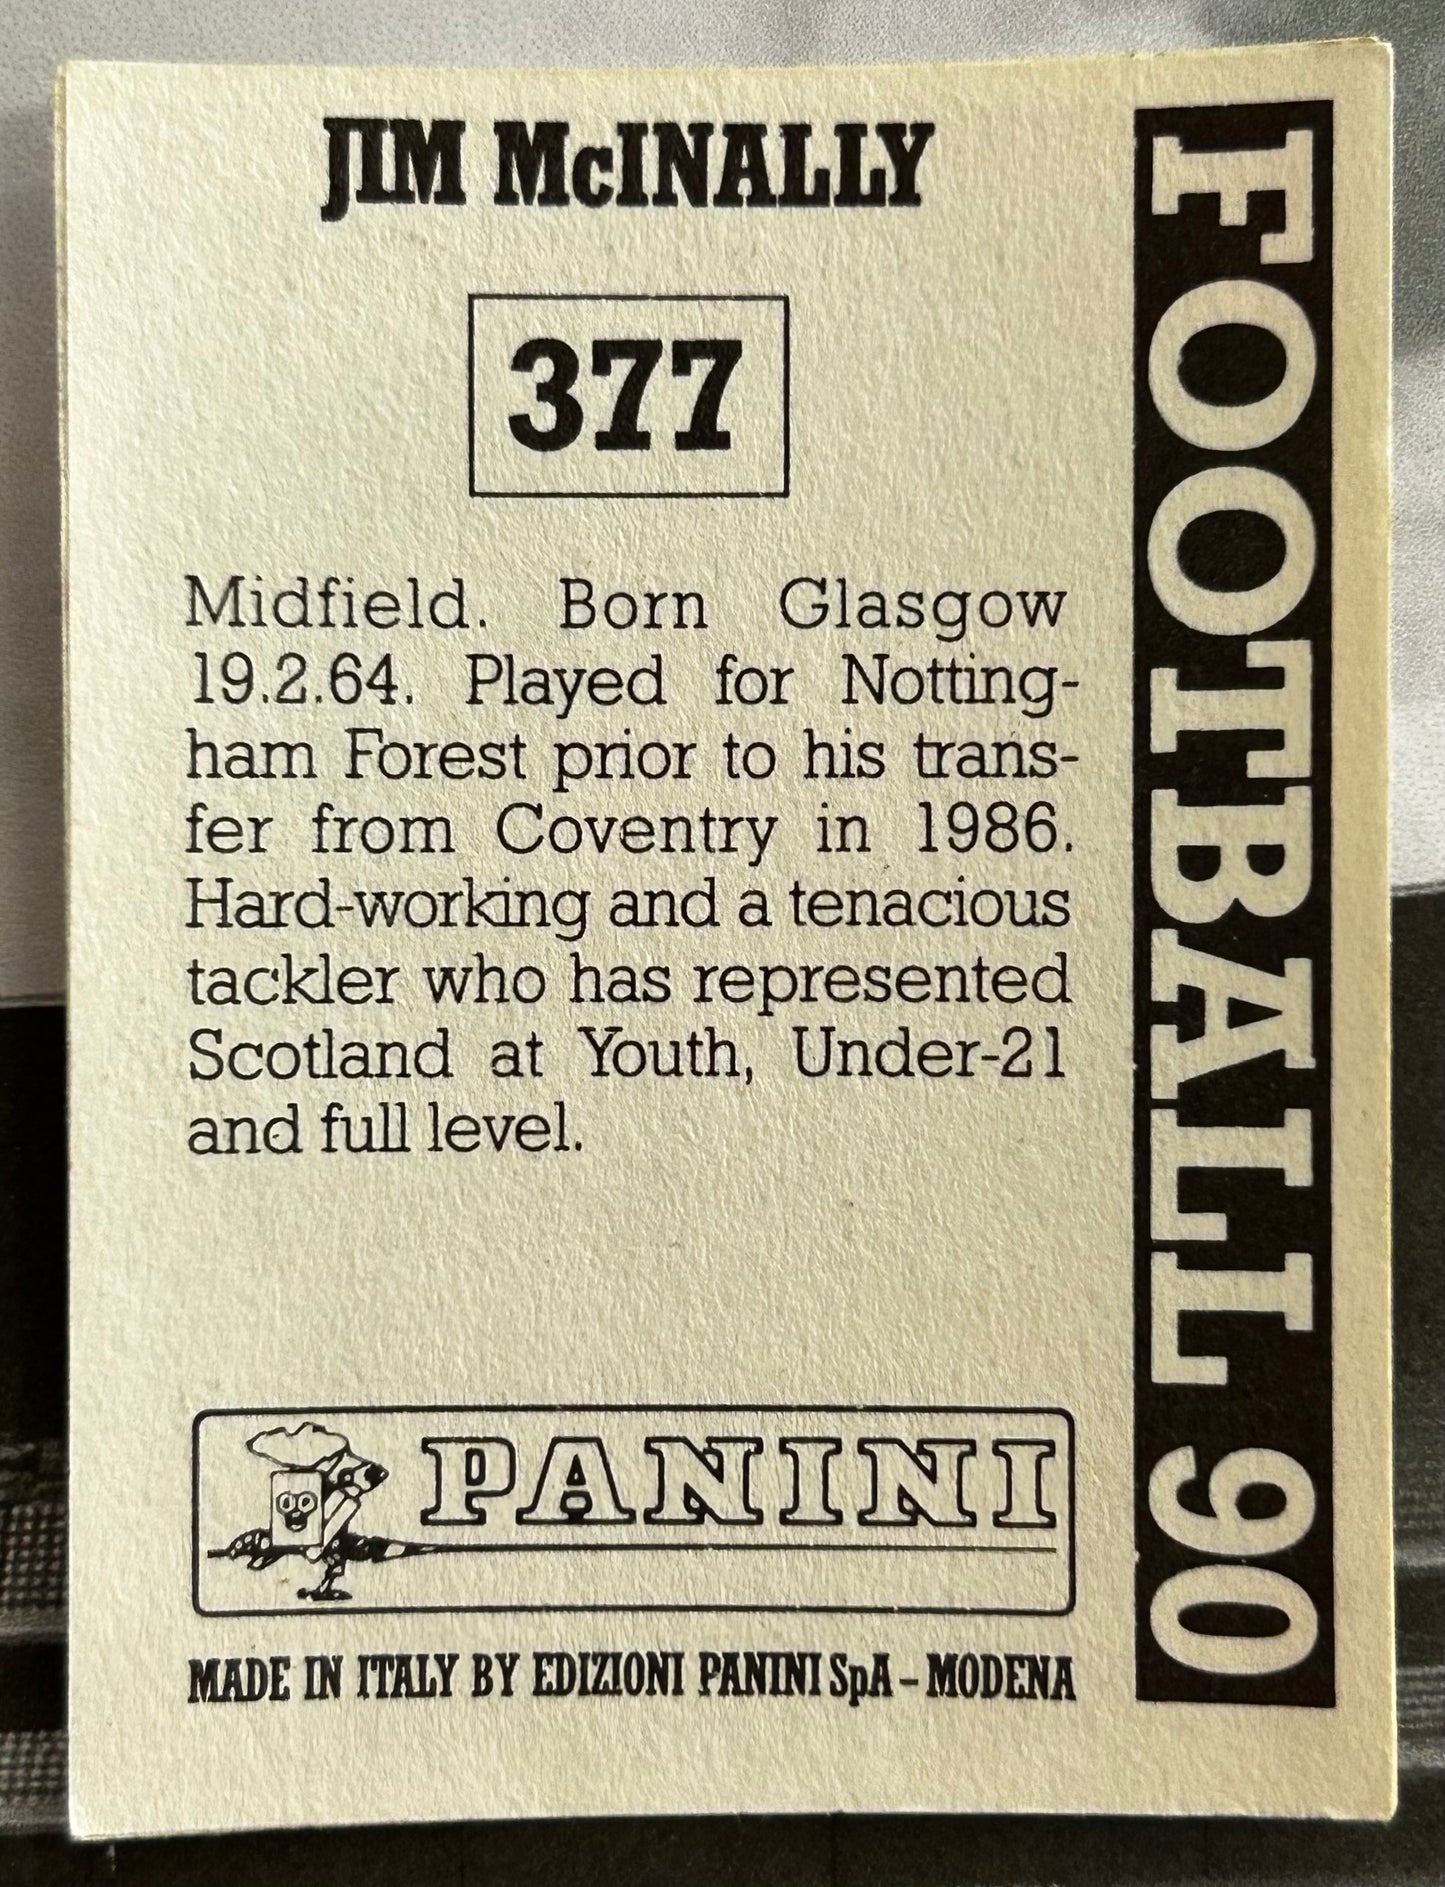 JIM McINALLY
377
Midfield. Born Glasgow
19.2.64. Played for Notting-
ham Forest prior to his trans-
fer from Coventry in 1986.
Hard-working and a tenacious
tackler who has represented
Scotland at Youth, Under-21
and full level.
PANINI
MADE IN ITALY BY EDIZIONI PANINI SpA – MODENA
FOOTBALL 90